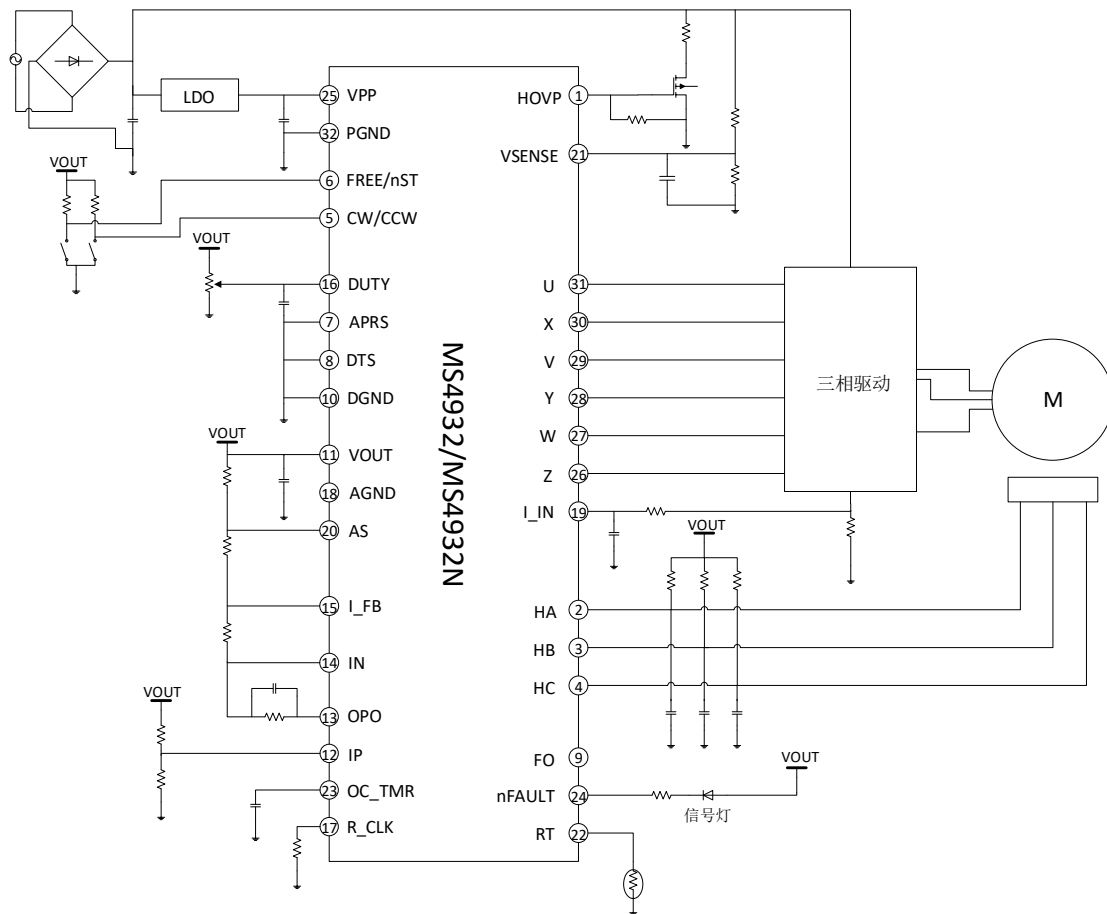 LDO
VOUT
VOUT
VOUT
VOUT
25 VPP
32 PGND
6 FREE/nST
5 CW/CCW
16 DUTY
7 APRS
8 DTS
10 DGND
11 VOUT
18 AGND
20 AS
15 I_FB
14 IN
13 OPO
12 IP
23 OC_TMR
17 R_CLK
MS4932/MS4932N
HOVP 1
VSENSE 21
U 31
X 30
V 29
Y 28
W 27
Z 26
I_IN 19
HA 2
HB 3
HC 4
FO 9
nFAULT 24
RT 22
三相驱动
M
VOUT
VOUT
信号灯